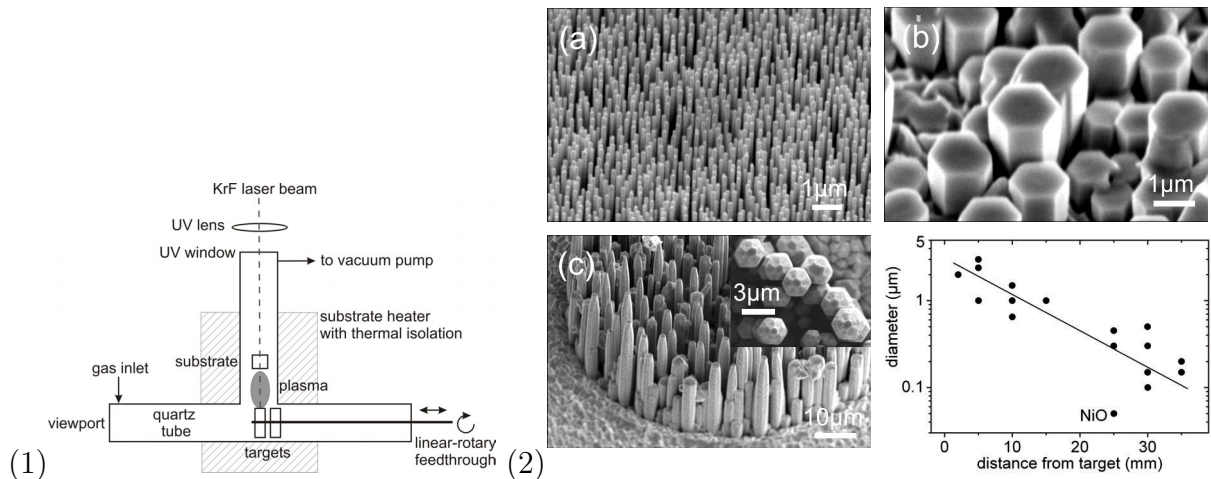 KrF laser beam
UV lens
UV window
to vacuum pump
substrate heater
with thermal isolation
substrate
gas inlet
plasma
viewport
quartz
tube
targets
linear-rotary
feedthrough
(1)
(a)
1µm
(b)
1µm
(c)
3µm
10µm
(2)
5
1
0.1
diameter (µm)
NiO
0
10
20
30
distance from target (mm)